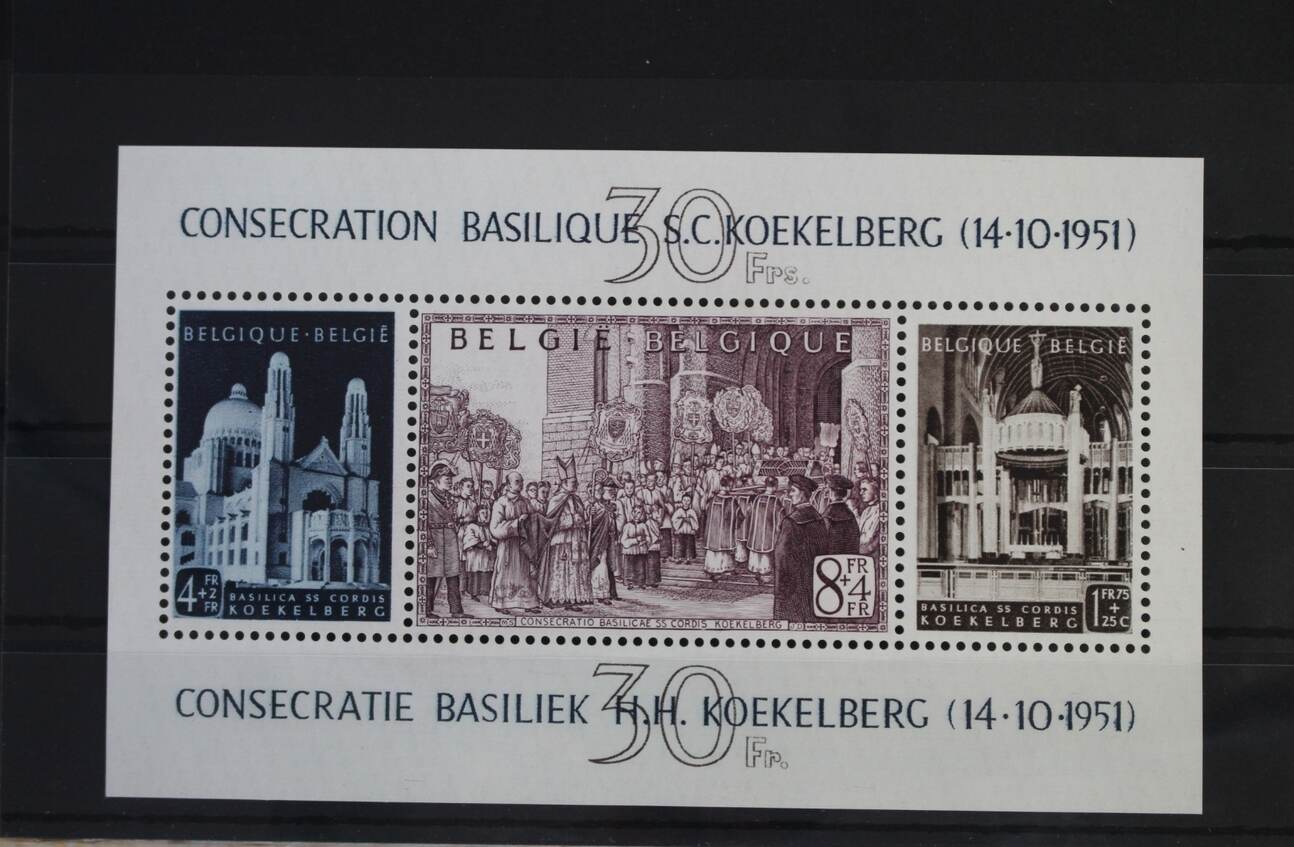 CONSECRATION BASILIQUE S.C. KOEKELBERG (14·10·1951)
30 Frs.
BELGIQUE · BELGIË
4 FR +2 FR
BASILICA SS CORDIS
KOEKELBERG
BELGIË · BELGIQUE
8 FR +4 FR
MS CONSECRATIO BASILICAE SS CORDIS KOEKELBERG J.D
BELGIQUE BELGIË
BASILICA SS CORDIS
KOEKELBERG
1 FR 75 + 25 C
CONSECRATIE BASILIEK H.H. KOEKELBERG (14·10·1951)
30 Fr.